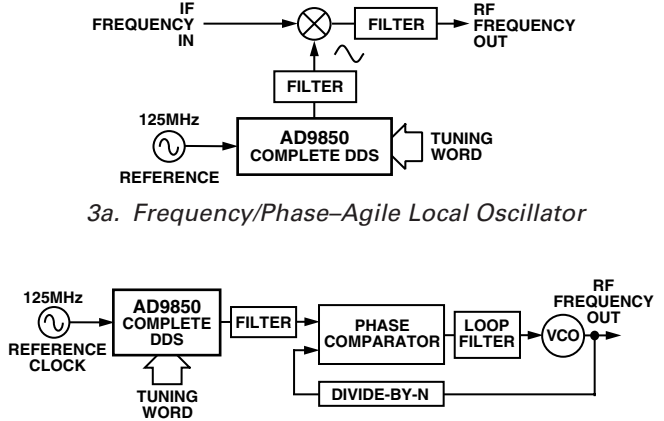 IF
FREQUENCY
IN
FILTER
RF
FREQUENCY
OUT
FILTER
125MHz
REFERENCE
AD9850
COMPLETE DDS
TUNING
WORD
3a. Frequency/Phase–Agile Local Oscillator
125MHz
REFERENCE
CLOCK
AD9850
COMPLETE
DDS
TUNING
WORD
FILTER
PHASE
COMPARATOR
LOOP
FILTER
VCO
RF
FREQUENCY
OUT
DIVIDE-BY-N